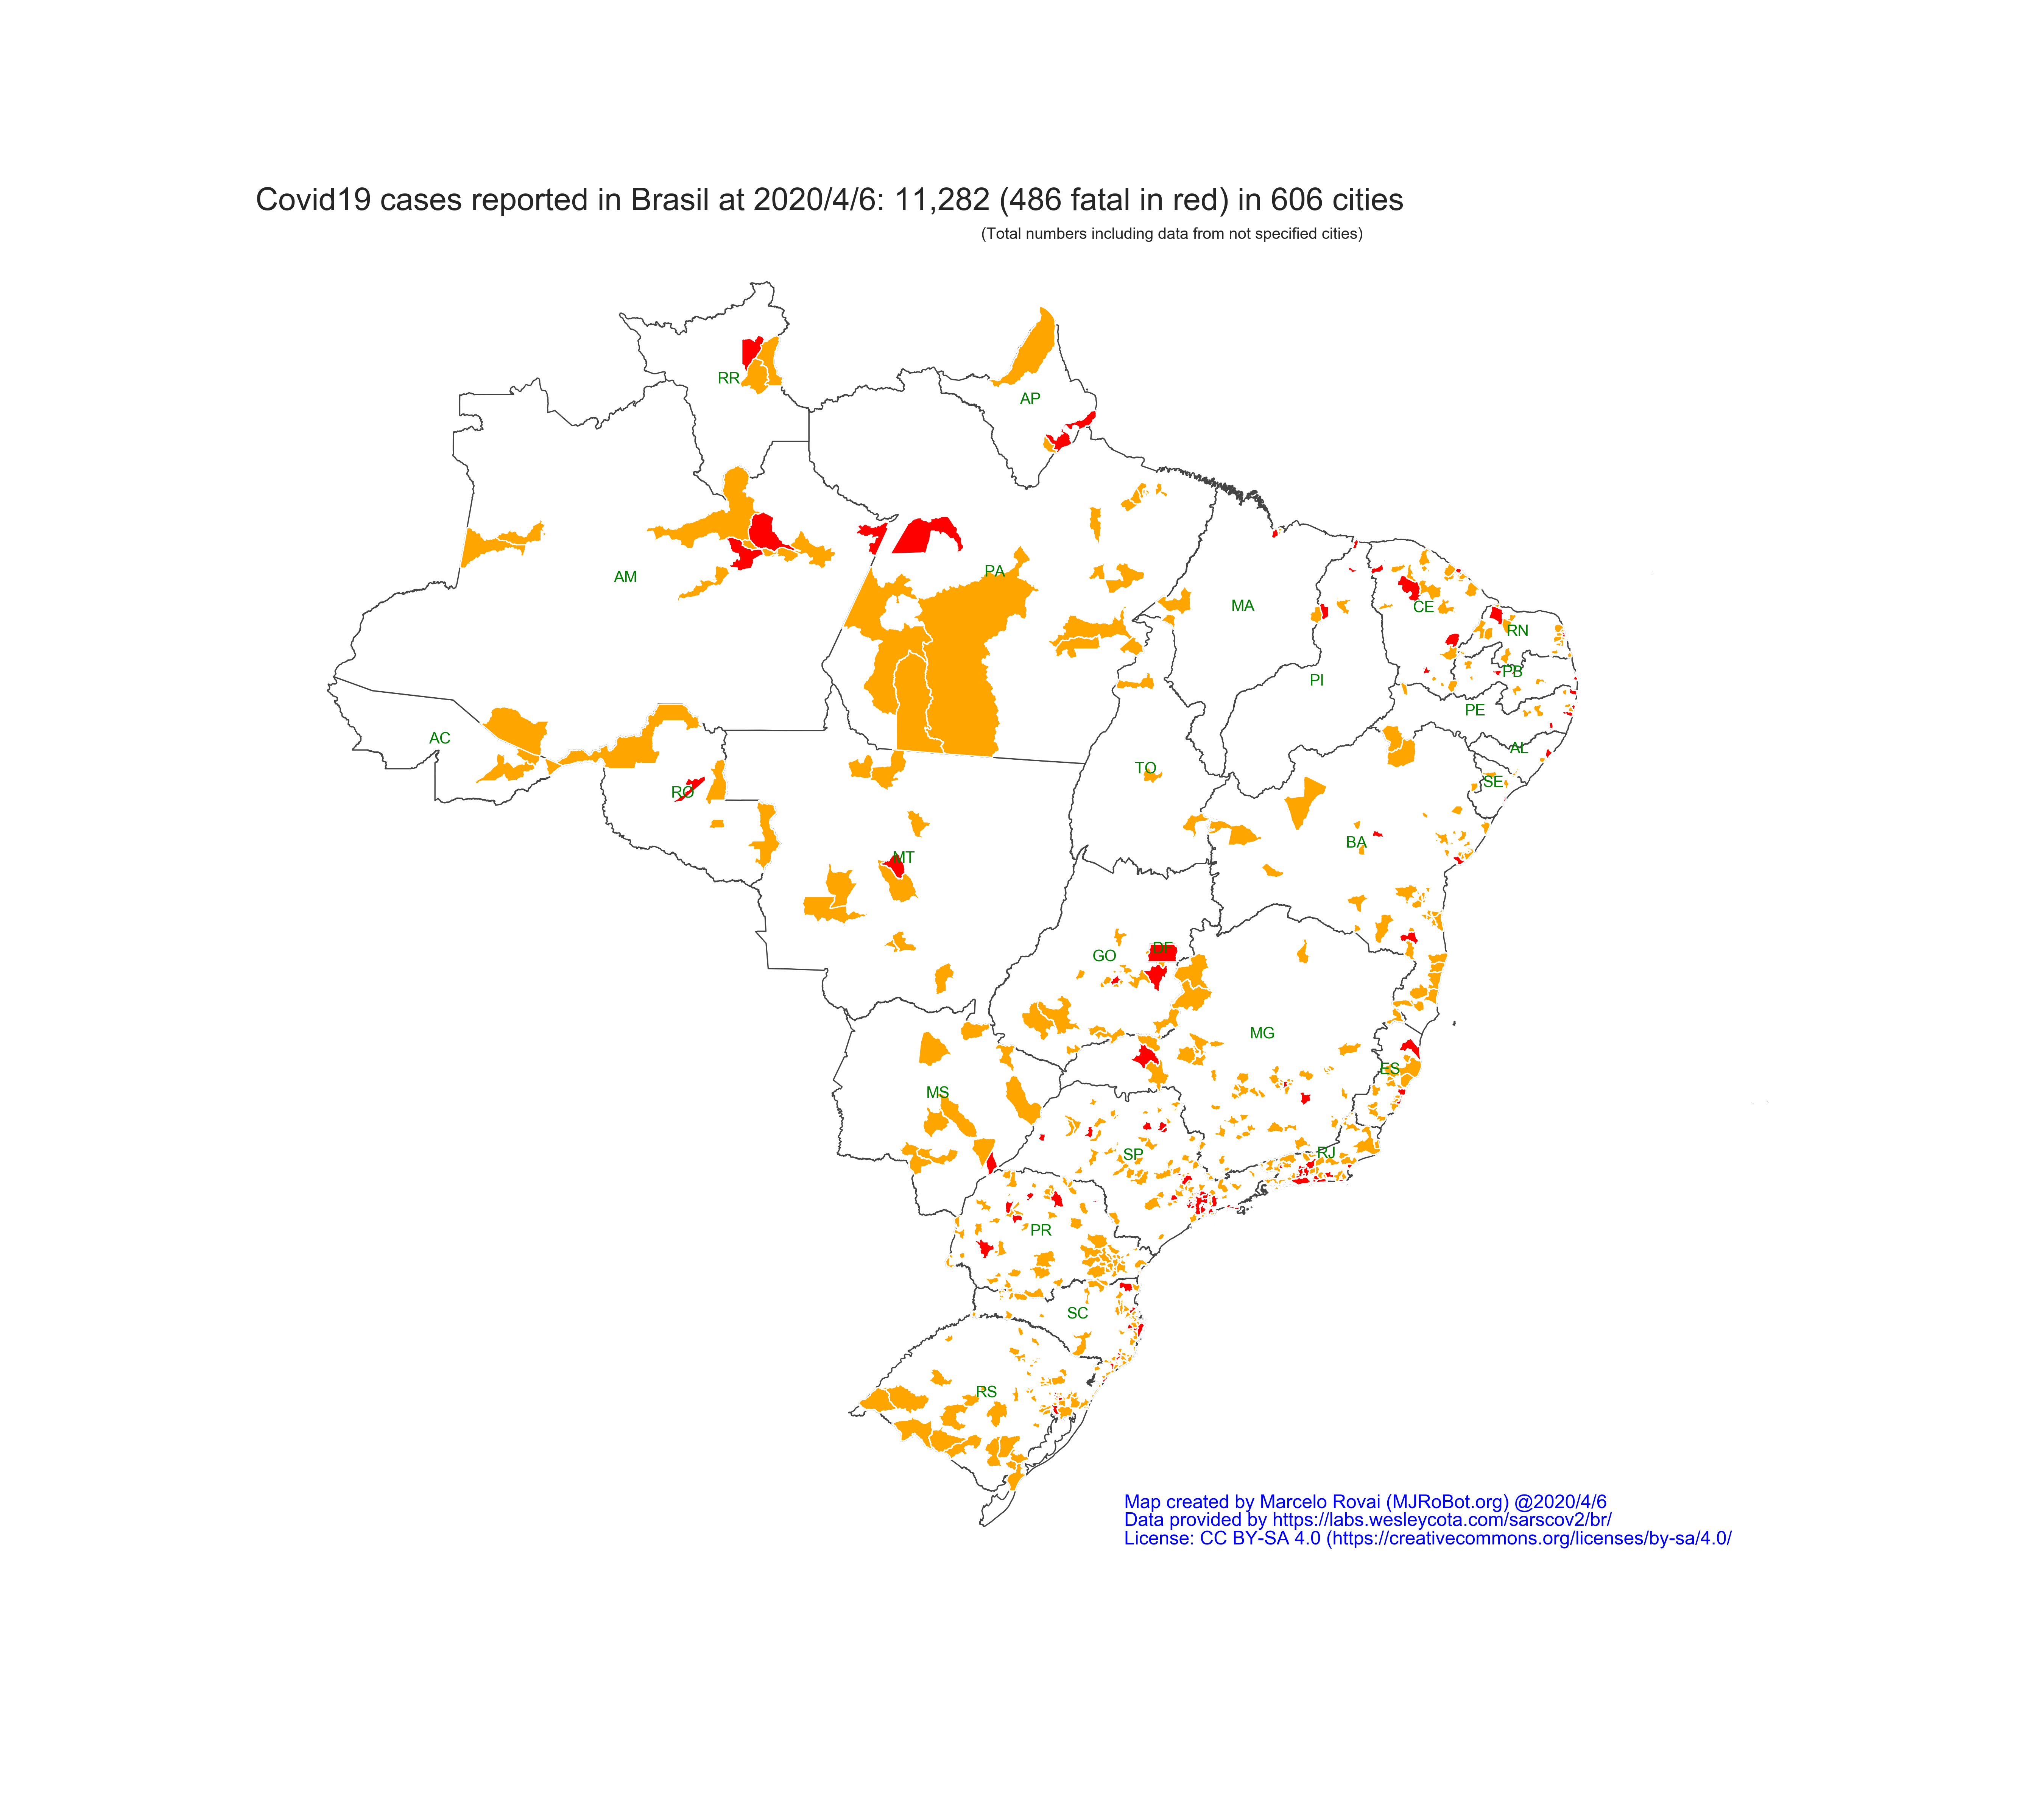 Covid19 cases reported in Brasil at 2020/4/6: 11,282 (486 fatal in red) in 606 cities
(Total numbers including data from not specified cities)
RR
AP
AM
PA
MA
CE
RN
PB
PI
PE
AC
AL
TO
SE
RO
BA
MT
DF
GO
MG
ES
MS
RJ
SP
PR
SC
RS
Map created by Marcelo Rovai (MJRoBot.org) @2020/4/6
Data provided by https://labs.wesleycota.com/sarscov2/br/
License: CC BY-SA 4.0 (https://creativecommons.org/licenses/by-sa/4.0/